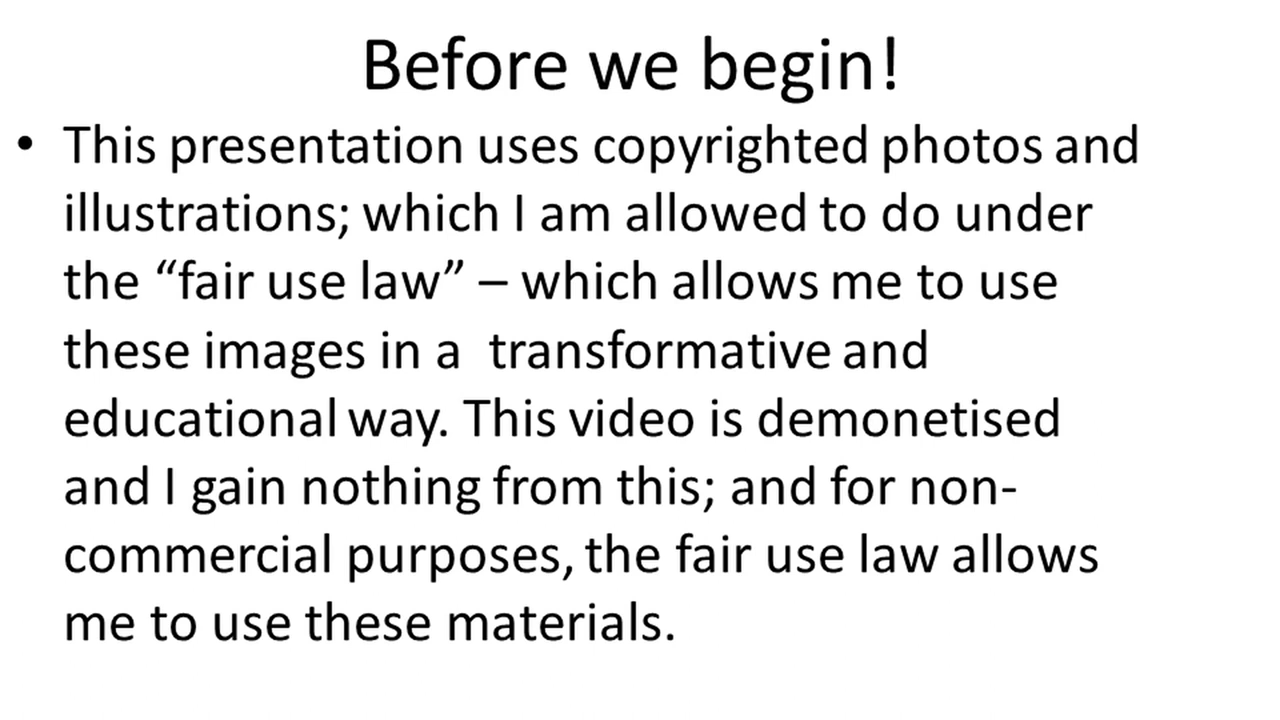 Before we begin!
• This presentation uses copyrighted photos and
illustrations; which I am allowed to do under
the “fair use law” – which allows me to use
these images in a  transformative and
educational way. This video is demonetised
and I gain nothing from this; and for non-
commercial purposes, the fair use law allows
me to use these materials.